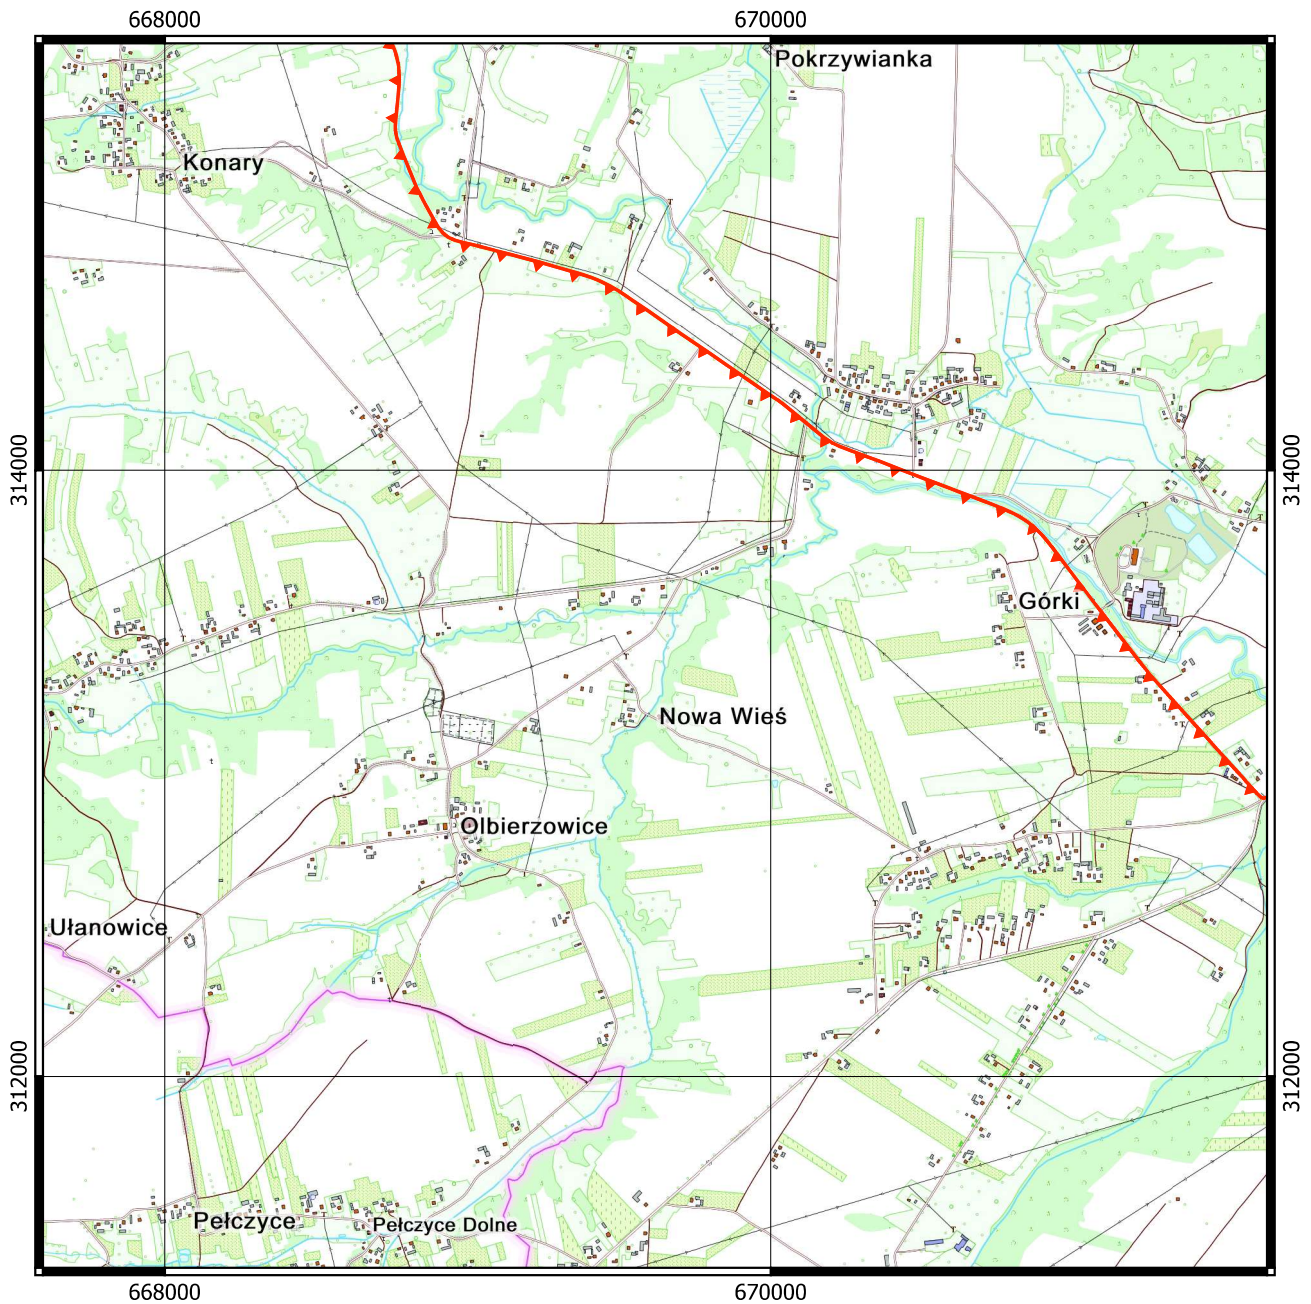 668000 670000
Pokrzywianka
Konary
314000 314000
Górki
Nowa Wieś
Olbierzowice
Ułanowice
312000 312000
Pełczyce
Pełczyce Dolne
668000 670000